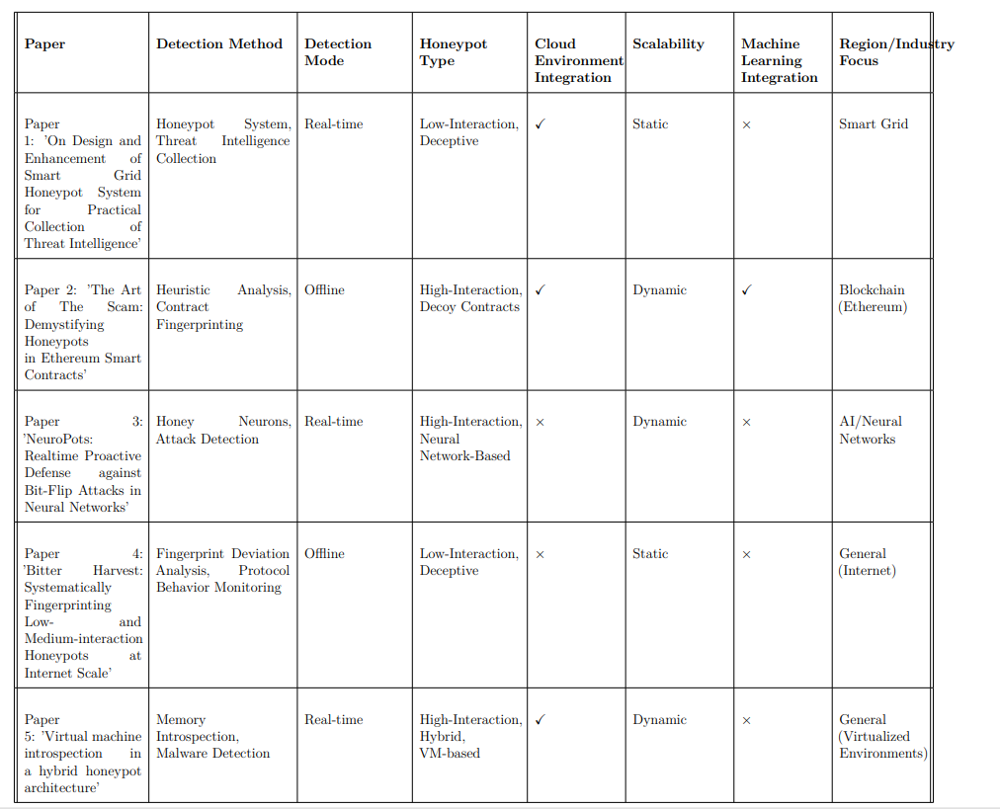 Paper
Detection Method
Detection
Mode
Honeypot
Type
Cloud
Environment
Integration
Scalability
Machine
Learning
Integration
Region/Industry
Focus
Paper
1: ’On Design and
Enhancement of
Smart Grid
Honeypot System
for Practical
Collection of
Threat Intelligence’
Honeypot System,
Threat Intelligence
Collection
Real-time
Low-Interaction,
Deceptive
✓
Static
×
Smart Grid
Paper 2: ’The Art
of The Scam:
Demystifying
Honeypots
in Ethereum Smart
Contracts’
Heuristic Analysis,
Contract
Fingerprinting
Offline
High-Interaction,
Decoy Contracts
✓
Dynamic
✓
Blockchain
(Ethereum)
Paper 3:
’NeuroPots:
Realtime Proactive
Defense against
Bit-Flip Attacks in
Neural Networks’
Honey Neurons,
Attack Detection
Real-time
High-Interaction,
Neural
Network-Based
×
Dynamic
×
AI/Neural
Networks
Paper 4:
’Bitter Harvest:
Systematically
Fingerprinting
Low- and
Medium-interaction
Honeypots at
Internet Scale’
Fingerprint Deviation
Analysis, Protocol
Behavior Monitoring
Offline
Low-Interaction,
Deceptive
×
Static
×
General
(Internet)
Paper
5: ’Virtual machine
introspection in
a hybrid honeypot
architecture’
Memory
Introspection,
Malware Detection
Real-time
High-Interaction,
Hybrid,
VM-based
✓
Dynamic
×
General
(Virtualized
Environments)